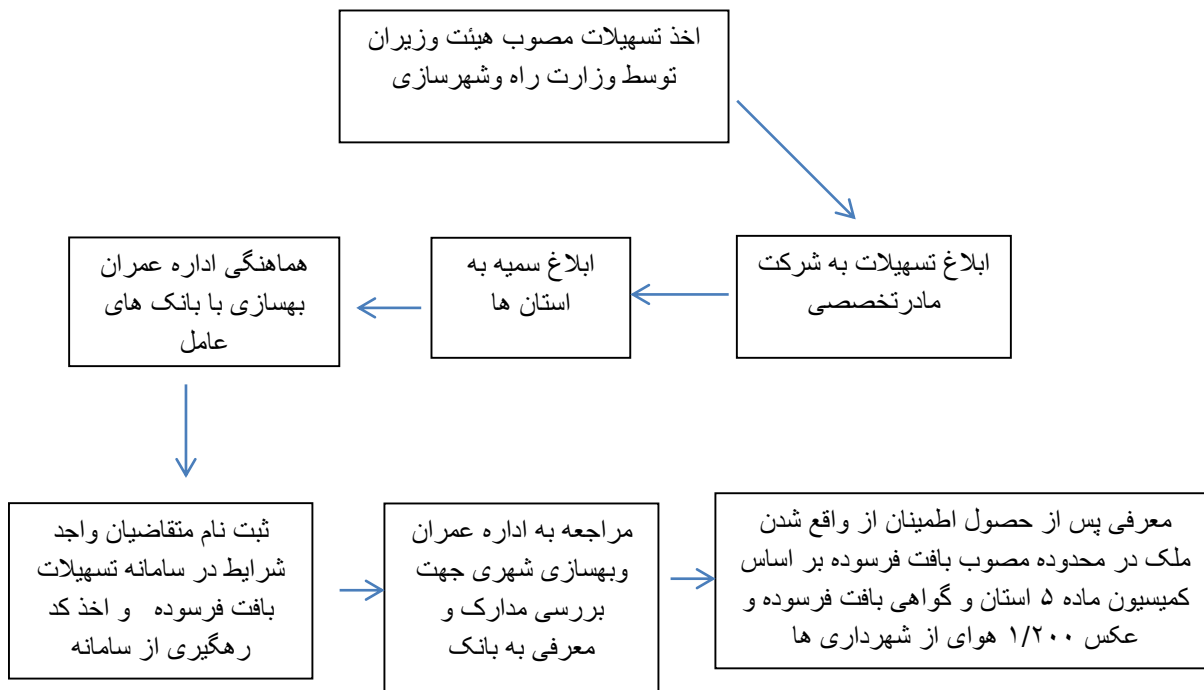 اخذ تسهیلات مصوب هیئت وزیران
توسط وزارت راه وشهرسازی
ابلاغ تسهیلات به شرکت
مادرتخصصی
ابلاغ سمیه به
استان ها
هماهنگی اداره عمران
بهسازی با بانک های
عامل
ثبت نام متقاضیان واجد
شرایط در سامانه تسهیلات
بافت فرسوده و اخذ کد
رهگیری از سامانه
مراجعه به اداره عمران
وبهسازی شهری جهت
بررسی مدارک و
معرفی به بانک
معرفی پس از حصول اطمینان از واقع شدن
ملک در محدوده مصوب بافت فرسوده بر اساس
کمیسیون ماده ۵ استان و گواهی بافت فرسوده و
عکس ۱/۲۰۰ هوای از شهرداری ها